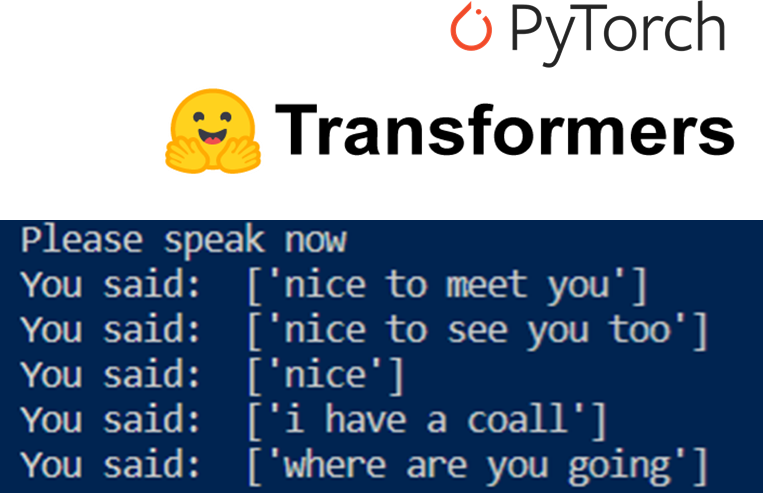 PyTorch
Transformers
Please speak now
You said:  ['nice to meet you']
You said:  ['nice to see you too']
You said:  ['nice']
You said:  ['i have a coall']
You said:  ['where are you going']